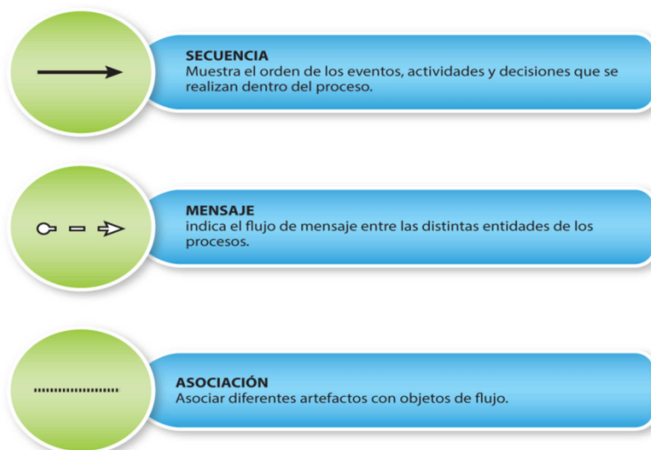 SECUENCIA
Muestra el orden de los eventos, actividades y decisiones que se
realizan dentro del proceso.
MENSAJE
indica el flujo de mensaje entre las distintas entidades de los
procesos.
ASOCIACIÓN
Asociar diferentes artefactos con objetos de flujo.